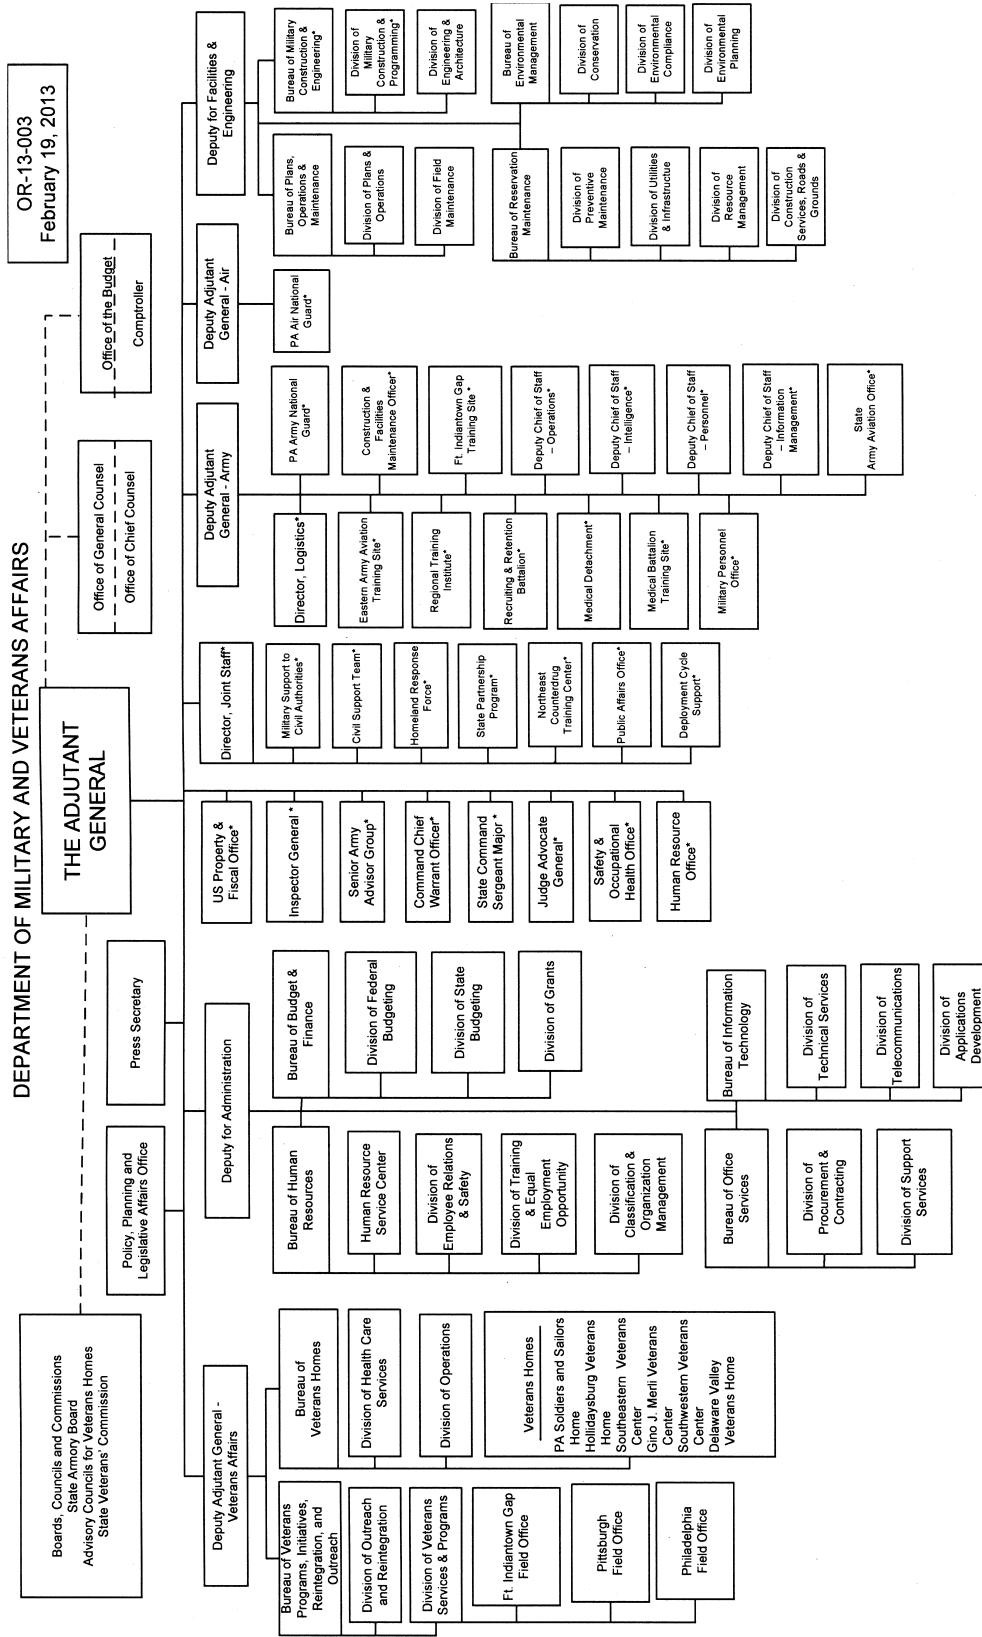 DEPARTMENT OF MILITARY AND VETERANS AFFAIRS
OR-13-003
February 19, 2013
THE ADJUTANT
GENERAL
Boards, Councils and Commissions
State Armory Board
Advisory Councils for Veterans Homes
State Veterans' Commission
Policy, Planning and
Legislative Affairs Office
Press Secretary
Office of General Counsel
Office of Chief Counsel
Office of the Budget
Comptroller
Deputy Adjutant General -
Veterans Affairs
Bureau of Veterans
Programs, Initiatives,
Reintegration, and
Outreach
Division of Outreach
and Reintegration
Division of Veterans
Services & Programs
Ft. Indiantown Gap
Field Office
Pittsburgh
Field Office
Philadelphia
Field Office
Bureau of
Veterans Homes
Division of Health Care
Services
Division of Operations
Veterans Homes
PA Soldiers and Sailors
Home
Hollidaysburg Veterans
Home
Southeastern Veterans
Center
Gino J. Merli Veterans
Center
Southwestern Veterans
Center
Delaware Valley
Veterans Home
Deputy for Administration
Bureau of Human
Resources
Human Resource
Service Center
Division of
Employee Relations
& Safety
Division of Training
& Equal
Employment
Opportunity
Division of
Classification &
Organization
Management
Bureau of Budget &
Finance
Division of Federal
Budgeting
Division of State
Budgeting
Division of Grants
Bureau of Office
Services
Division of
Procurement &
Contracting
Division of Support
Services
Bureau of Information
Technology
Division of
Technical Services
Division of
Telecommunications
Division of
Applications
Development
US Property &
Fiscal Office*
Inspector General *
Senior Army
Advisor Group*
Command Chief
Warrant Officer*
State Command
Sergeant Major *
Judge Advocate
General*
Safety &
Occupational
Health Office*
Human Resource
Office*
Director, Joint Staff*
Military Support to
Civil Authorities*
Civil Support Team*
Homeland Response
Force*
State Partnership
Program*
Northeast
Counterdrug
Training Center*
Public Affairs Office*
Deployment Cycle
Support*
Deputy Adjutant
General - Army
Director, Logistics*
Eastern Army Aviation
Training Site*
Regional Training
Institute*
Recruiting & Retention
Battalion*
Medical Detachment*
Medical Battalion
Training Site*
Military Personnel
Office*
PA Army National
Guard*
Construction &
Facilities
Maintenance Officer*
Ft. Indiantown Gap
Training Site *
Deputy Chief of Staff
– Operations*
Deputy Chief of Staff
– Intelligence*
Deputy Chief of Staff
– Personnel*
Deputy Chief of Staff
– Information
Management*
State
Army Aviation Office*
Deputy Adjutant
General - Air
PA Air National
Guard*
Deputy for Facilities &
Engineering
Bureau of Plans,
Operations &
Maintenance
Division of Plans &
Operations
Division of Field
Maintenance
Bureau of Military
Construction &
Engineering*
Division of
Military
Construction &
Programming*
Division of
Engineering &
Architecture
Bureau of Reservation
Maintenance
Division of
Preventive
Maintenance
Division of Utilities
& Infrastructue
Division of
Resource
Management
Division of
Construction
Services, Roads &
Grounds
Bureau of
Environmental
Management
Division of
Conservation
Division of
Environmental
Compliance
Division of
Environmental
Planning